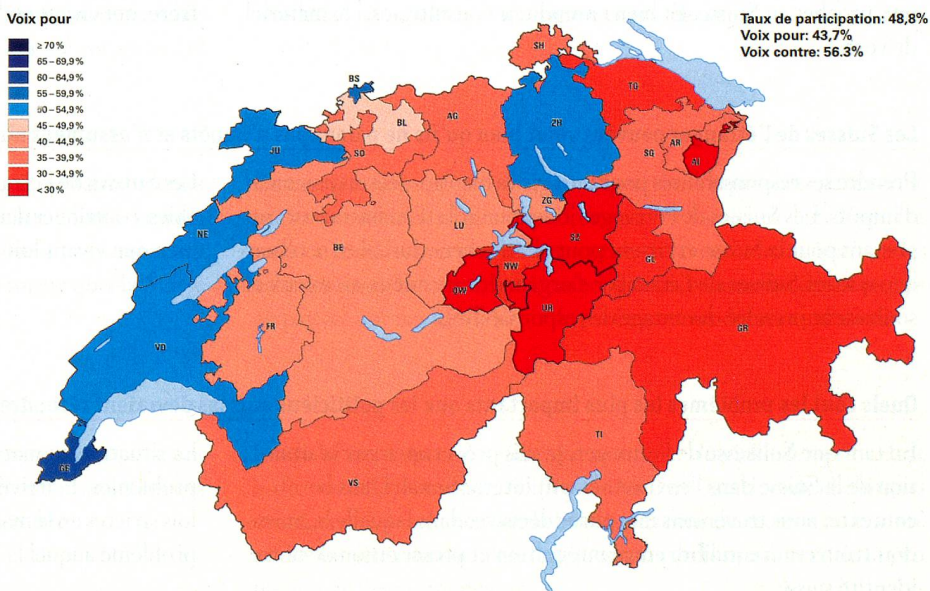 Voix pour
≥ 70 %
65 – 69,9%
60 – 64,9%
55 – 59,9%
50 – 54,9%
45 – 49,9%
40 – 44,9%
35 – 39,9%
30 – 34,9%
< 30%
Taux de participation: 48,8%
Voix pour: 43,7%
Voix contre: 56.3%
SH
BS
TG
BL
AG
ZH
JU
SO
SG
AR
AI
ZG
LU
SZ
NE
BE
NW
GL
OW
UR
GR
FR
VD
TI
GE
VS